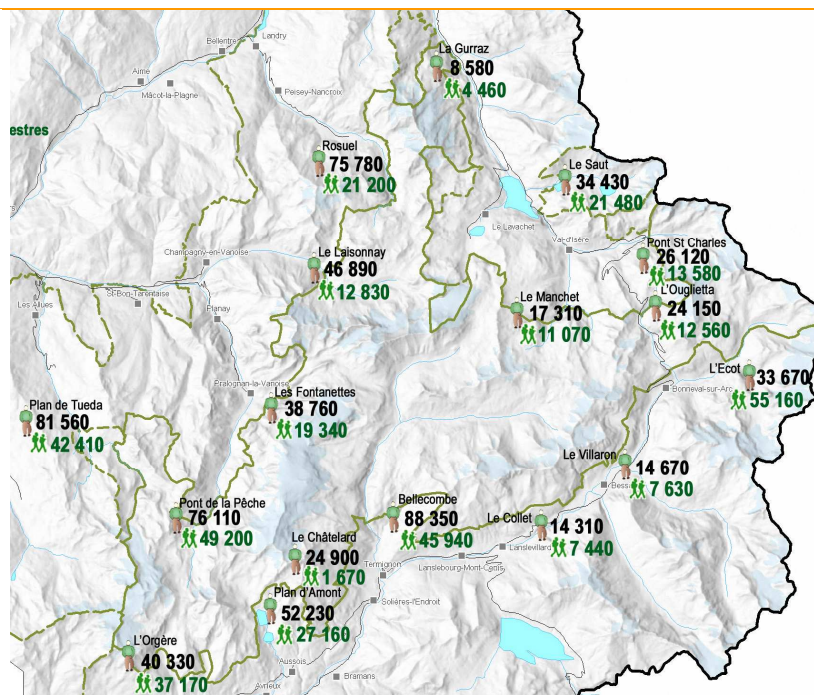 La Gurraz
8 580
4 460
Landry
Bellentre
Aime
Mâcot-la-Plagne
Peisey-Nancroix
estres
Rosuel
75 780
21 200
Le Saut
34 430
21 480
Le Lavachet
Val-d'Isère
Pont St Charles
26 120
13 580
Champagny-en-Vanoise
Le Laisonnay
46 890
12 830
L'Ouglietta
24 150
12 560
Le Manchet
17 310
11 070
Les Allues
St-Bon-Tarentaise
Planay
L'Ecot
33 670
55 160
Bonneval-sur-Arc
Pralognan-la-Vanoise
Les Fontanettes
38 760
19 340
Plan de Tueda
81 560
42 410
Le Villaron
14 670
7 630
Bess
Pont de la Pêche
76 110
49 200
Bellecombe
88 350
45 940
Le Collet
14 310
7 440
Lanslevillard
Lanslebourg-Mont-Cenis
Termignon
Le Châtelard
24 900
1 670
Plan d'Amont
52 230
27 160
Sollières-l'Endroit
L'Orgère
40 330
37 170
Aussois
Bramans
Avrieux